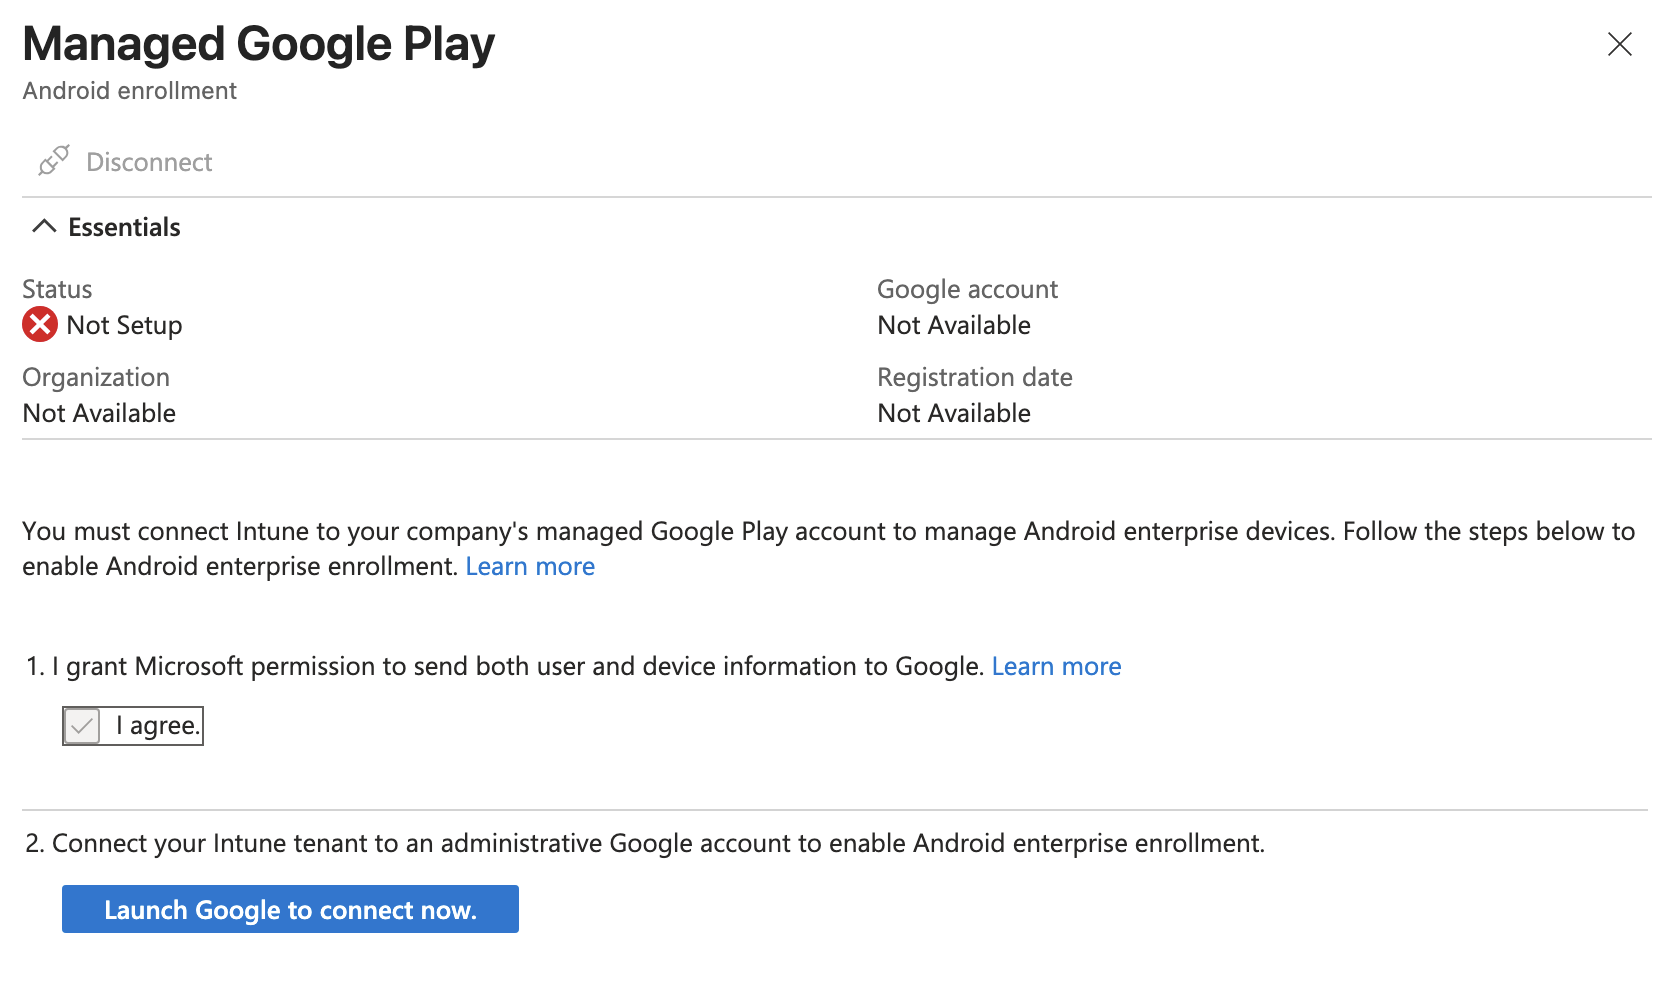 Managed Google Play
Android enrollment
Disconnect
Essentials
Status
Not Setup
Google account
Not Available
Organization
Not Available
Registration date
Not Available
You must connect Intune to your company's managed Google Play account to manage Android enterprise devices. Follow the steps below to
enable Android enterprise enrollment. Learn more
1. I grant Microsoft permission to send both user and device information to Google. Learn more
I agree.
2. Connect your Intune tenant to an administrative Google account to enable Android enterprise enrollment.
Launch Google to connect now.